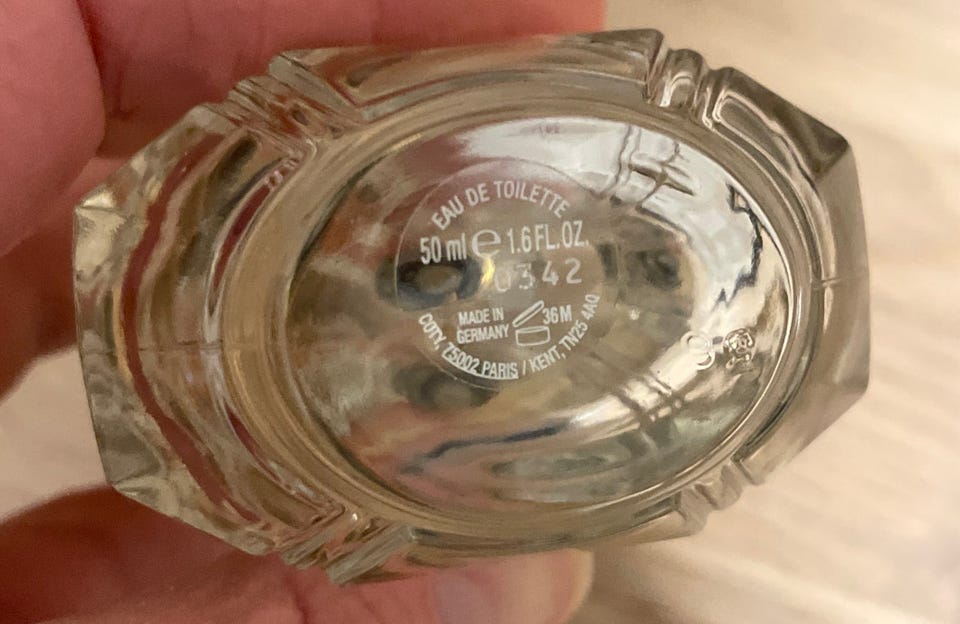 EAU DE TOILETTE
50 ml e 1.6 FL.OZ.
0342
MADE IN
GERMANY
36 M
COTY, 75002 PARIS / KENT, TN25 4AQ